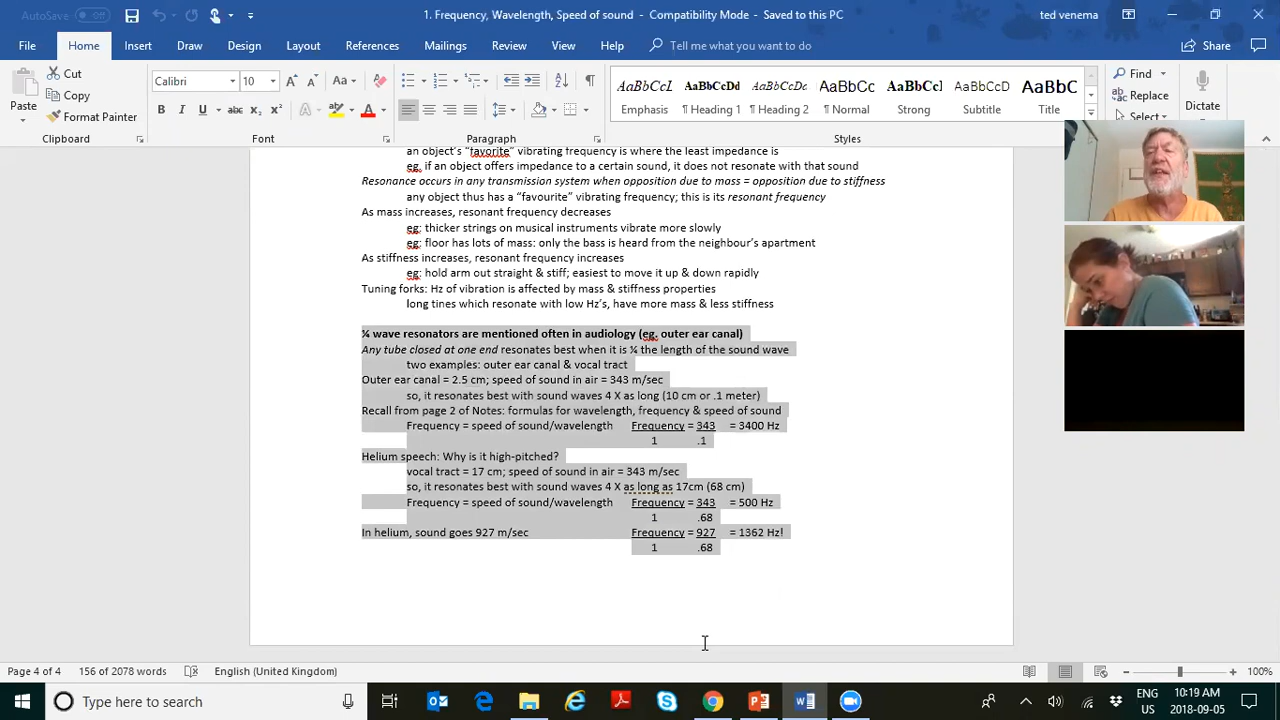 AutoSave Off
1. Frequency, Wavelength, Speed of sound - Compatibility Mode - Saved to this PC
ted venema
File Home Insert Draw Design Layout References Mailings Review View Help Tell me what you want to do Share
Paste
Cut
Copy
Format Painter
Clipboard
Calibri 10
Font
Paragraph
AaBbCcL AaBbCcDd AaBbCcDd AaBbCc AaBbCcl AaBbCcD AaBbCc
Emphasis ¶ Heading 1 ¶ Heading 2 ¶ Normal Strong Subtitle Title
Styles
Find
Replace
Select
Dictate
an object's "favorite" vibrating frequency is where the least impedance is
eg. if an object offers impedance to a certain sound, it does not resonate with that sound
Resonance occurs in any transmission system when opposition due to mass = opposition due to stiffness
any object thus has a "favourite" vibrating frequency; this is its resonant frequency
As mass increases, resonant frequency decreases
eg: thicker strings on musical instruments vibrate more slowly
eg: floor has lots of mass: only the bass is heard from the neighbour's apartment
As stiffness increases, resonant frequency increases
eg: hold arm out straight & stiff; easiest to move it up & down rapidly
Tuning forks: Hz of vibration is affected by mass & stiffness properties
long tines which resonate with low Hz's, have more mass & less stiffness
¼ wave resonators are mentioned often in audiology (eg. outer ear canal)
Any tube closed at one end resonates best when it is ¼ the length of the sound wave
two examples: outer ear canal & vocal tract
Outer ear canal = 2.5 cm; speed of sound in air = 343 m/sec
so, it resonates best with sound waves 4 X as long (10 cm or .1 meter)
Recall from page 2 of Notes: formulas for wavelength, frequency & speed of sound
Frequency = speed of sound/wavelength Frequency = 343 = 3400 Hz
1 .1
Helium speech: Why is it high-pitched?
vocal tract = 17 cm; speed of sound in air = 343 m/sec
so, it resonates best with sound waves 4 X as long as 17cm (68 cm)
Frequency = speed of sound/wavelength Frequency = 343 = 500 Hz
1 .68
In helium, sound goes 927 m/sec Frequency = 927 = 1362 Hz!
1 .68
Page 4 of 4 156 of 2078 words English (United Kingdom) 100%
Type here to search
ENG
US
10:19 AM
2018-09-05